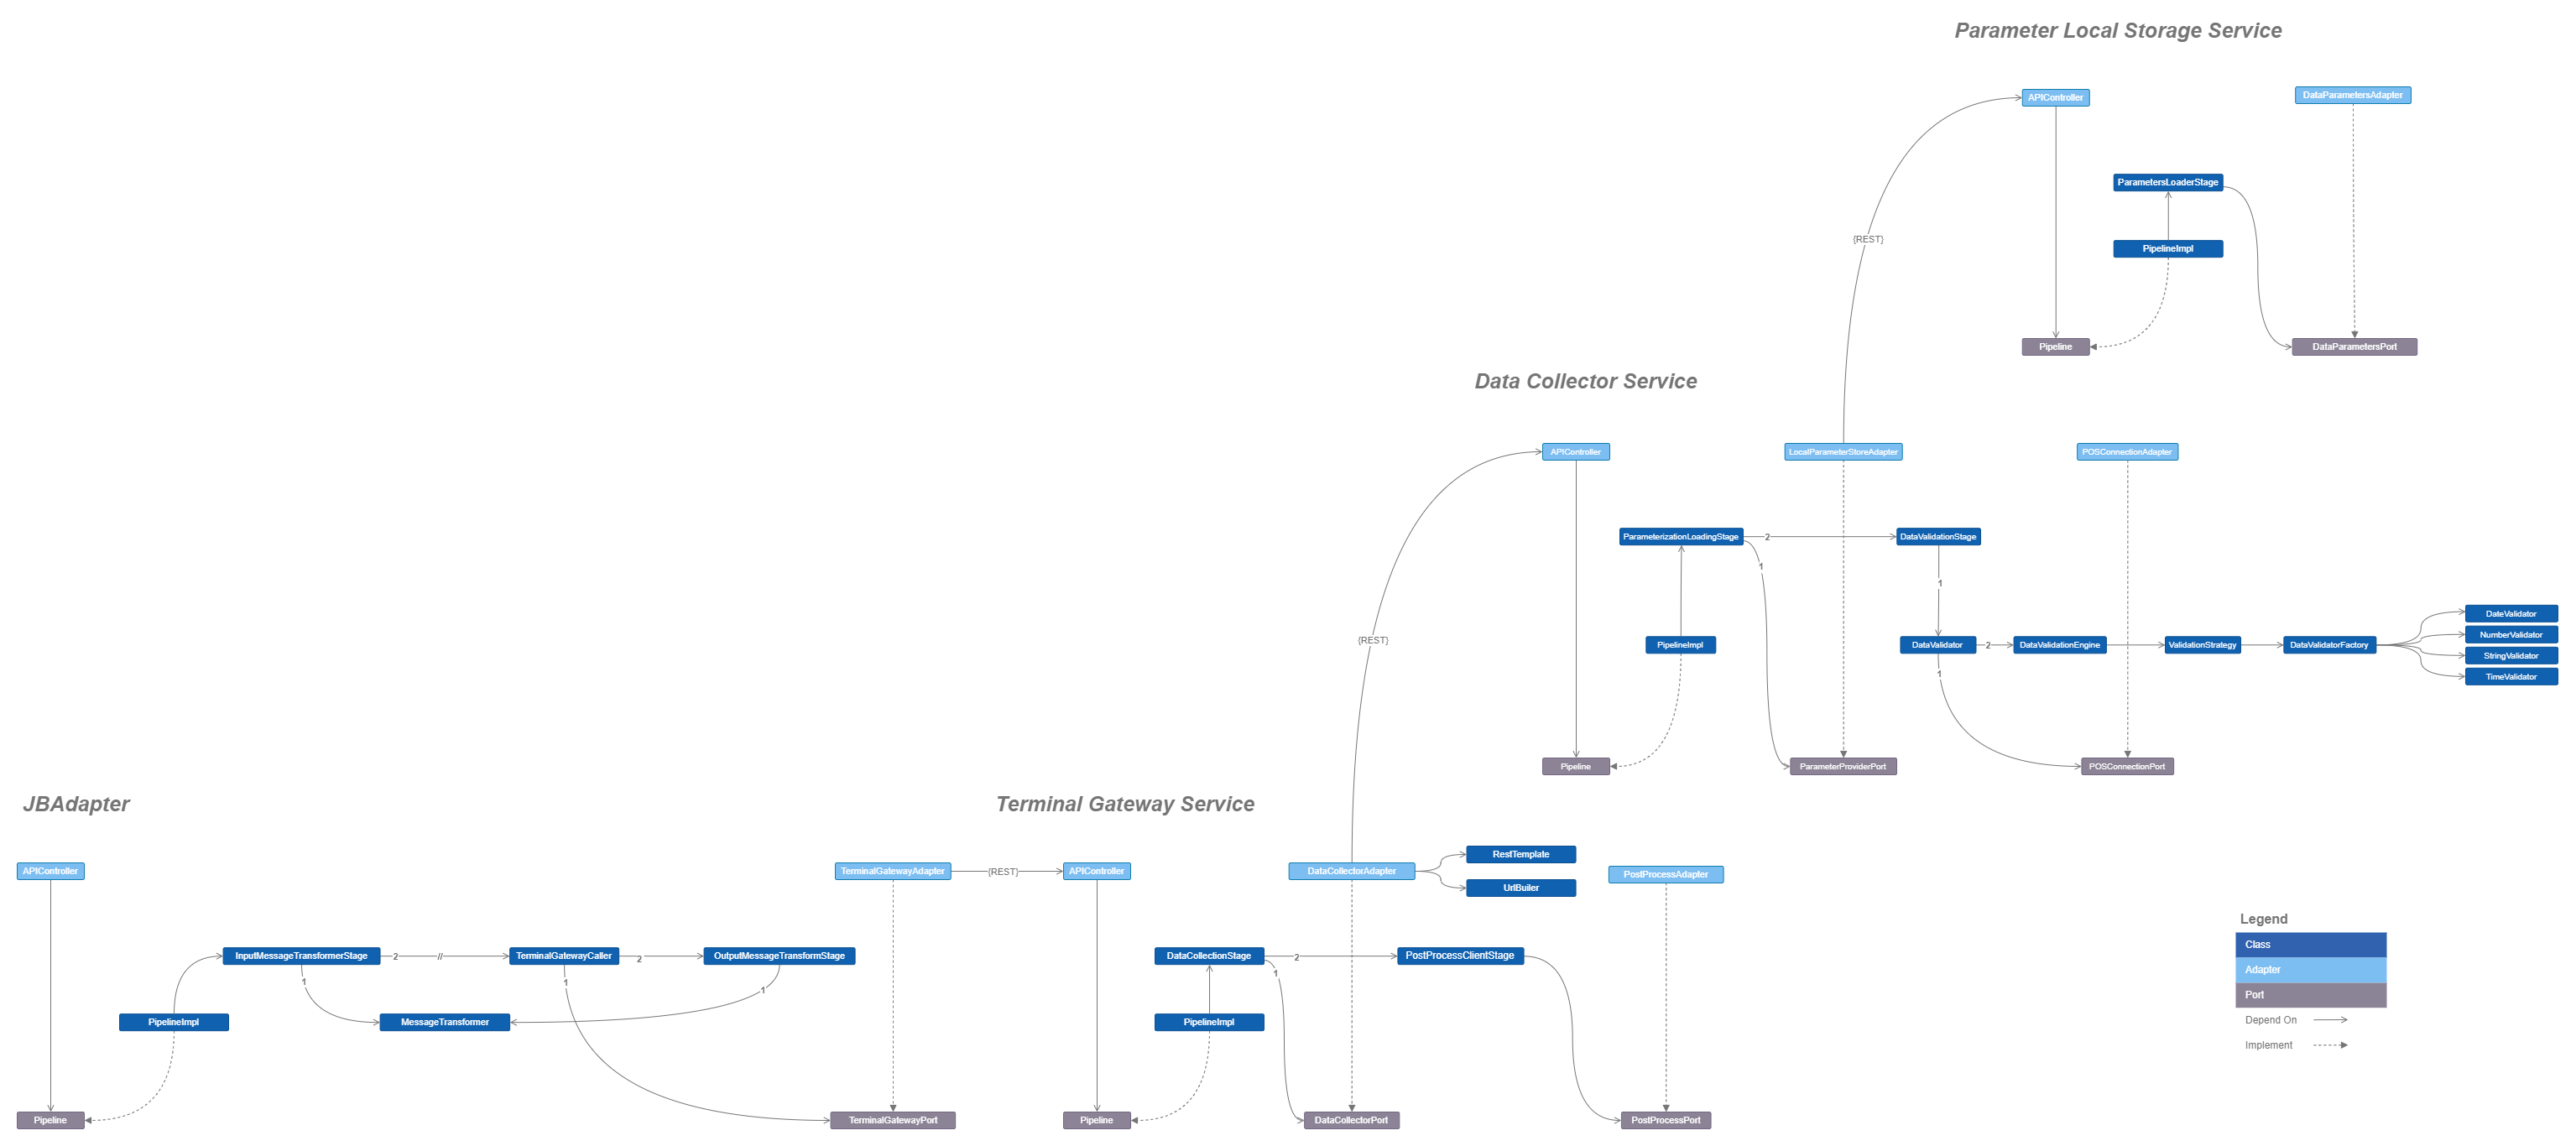 Parameter Local Storage Service
APIController
DataParametersAdapter
ParametersLoaderStage
{REST}
PipelineImpl
Pipeline
DataParametersPort
Data Collector Service
APIController
LocalParameterStoreAdapter
POSConnectionAdapter
ParameterizationLoadingStage
2
DataValidationStage
1
1
DateValidator
{REST}
NumberValidator
PipelineImpl
DataValidator
2
DataValidationEngine
ValidationStrategy
DataValidatorFactory
StringValidator
1
TimeValidator
Pipeline
ParameterProviderPort
POSConnectionPort
JBAdapter
Terminal Gateway Service
RestTemplate
APIController
TerminalGatewayAdapter
{REST}
APIController
DataCollectorAdapter
PostProcessAdapter
UrlBuiler
InputMessageTransformerStage
2
//
TerminalGatewayCaller
2
OutputMessageTransformStage
DataCollectionStage
2
PostProcessClientStage
1
1
1
1
PipelineImpl
MessageTransformer
PipelineImpl
Pipeline
TerminalGatewayPort
Pipeline
DataCollectorPort
PostProcessPort
Legend
Class
Adapter
Port
Depend On
Implement